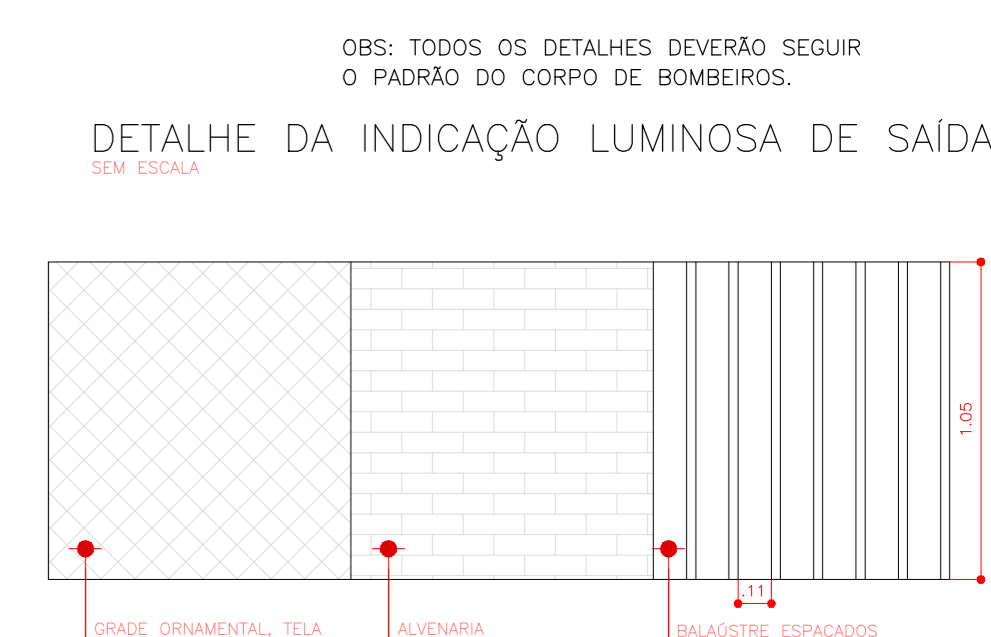 OBS: TODOS OS DETALHES DEVERÃO SEGUIR
O PADRÃO DO CORPO DE BOMBEIROS.
DETALHE DA INDICAÇÃO LUMINOSA DE SAÍDA
SEM ESCALA
1.05
.11
GRADE ORNAMENTAL, TELA
ALVENARIA
BALAÚSTRE ESPACADOS